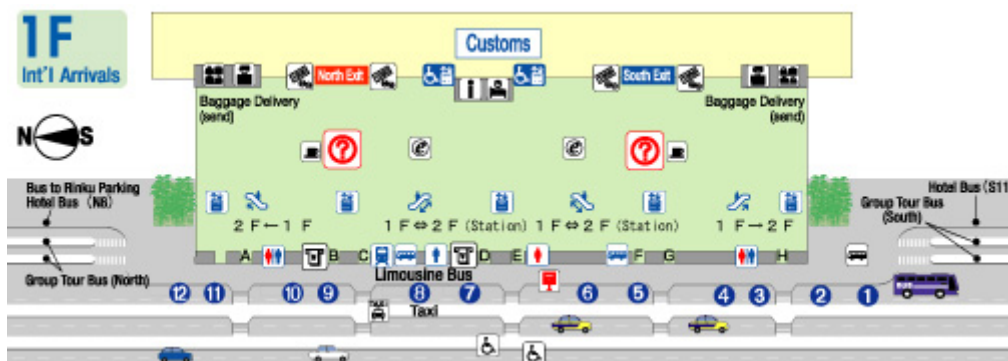 1F
Int'l Arrivals
Customs
North Exit
South Exit
Baggage Delivery
(send)
Baggage Delivery
(send)
N S
Bus to Rinku Parking
Hotel Bus (N8)
Hotel Bus (S11
Group Tour Bus
(South)
2 F ← 1 F
1 F ⇔ 2 F (Station)
1 F ⇔ 2 F (Station)
1 F → 2 F
A B C D E F G H
Limousine Bus
Group Tour Bus (North)
12 11 10 9 8 7 6 5 4 3 2 1
Taxi